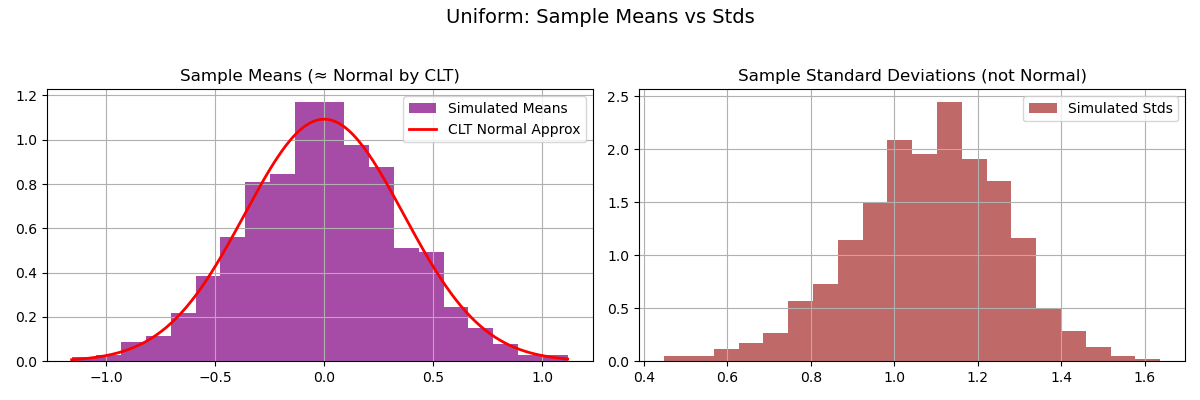 Uniform: Sample Means vs Stds
Sample Means (≈ Normal by CLT)
Simulated Means
CLT Normal Approx
1.2
1.0
0.8
0.6
0.4
0.2
0.0
−1.0 −0.5 0.0 0.5 1.0
Sample Standard Deviations (not Normal)
Simulated Stds
2.5
2.0
1.5
1.0
0.5
0.0
0.4 0.6 0.8 1.0 1.2 1.4 1.6